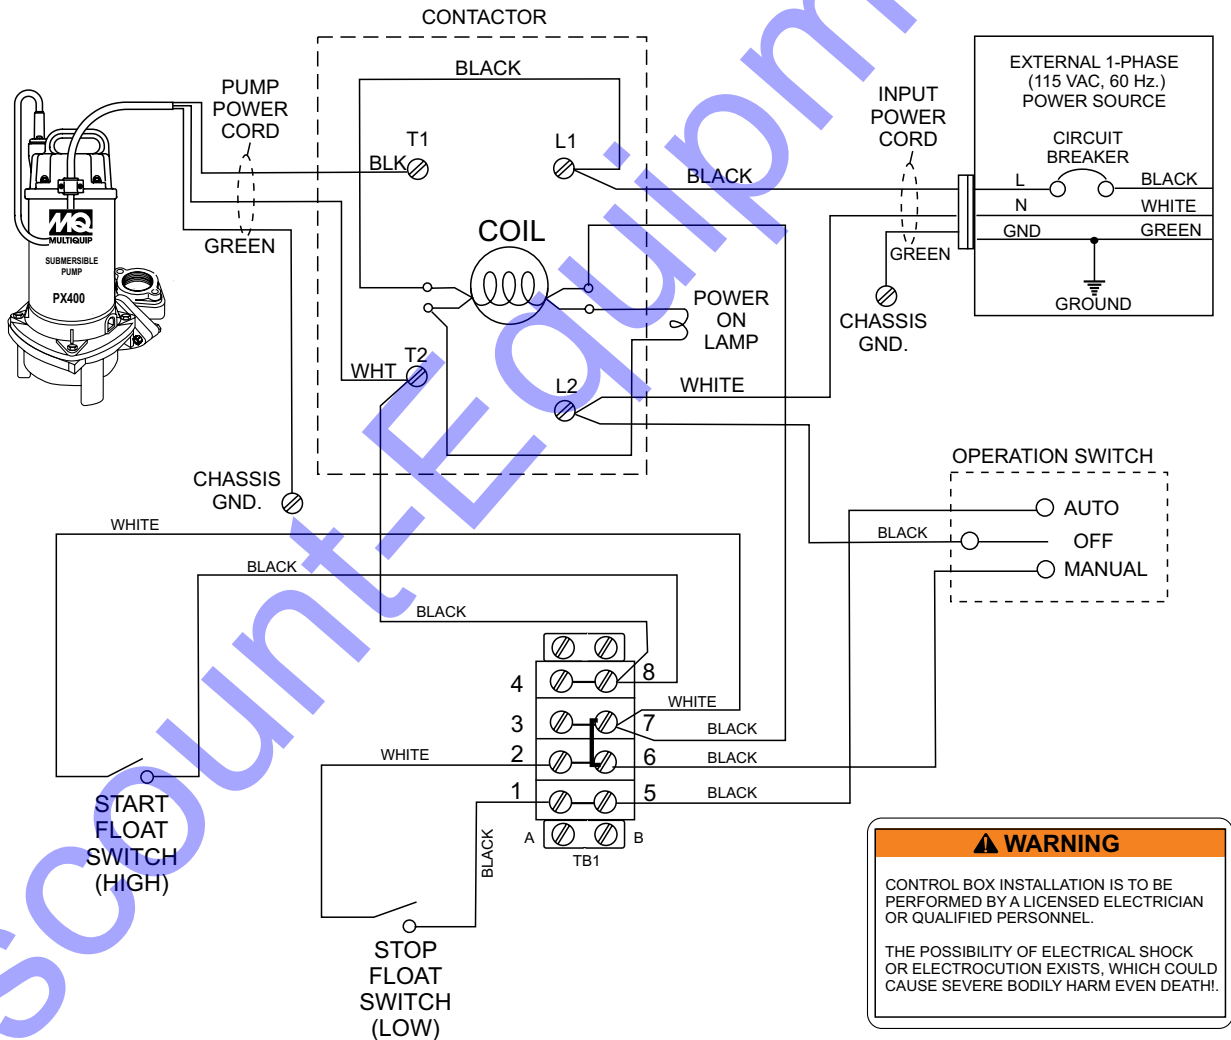 CONTACTOR
BLACK
PUMP
POWER
CORD
T1
L1
BLK
BLACK
GREEN
INPUT
POWER
CORD
GREEN
CHASSIS
GND.
EXTERNAL 1-PHASE
(115 VAC, 60 Hz.)
POWER SOURCE
CIRCUIT
BREAKER
L
BLACK
N
WHITE
GND
GREEN
GROUND
MQ
MULTIQUIP
SUBMERSIBLE
PUMP
PX400
COIL
POWER
ON
LAMP
T2
WHT
L2
WHITE
CHASSIS
GND.
OPERATION SWITCH
AUTO
BLACK
OFF
MANUAL
WHITE
BLACK
BLACK
4
8
3
7
WHITE
BLACK
WHITE
2
6
BLACK
1
5
BLACK
A
B
TB1
BLACK
START
FLOAT
SWITCH
(HIGH)
STOP
FLOAT
SWITCH
(LOW)
WARNING
CONTROL BOX INSTALLATION IS TO BE
PERFORMED BY A LICENSED ELECTRICIAN
OR QUALIFIED PERSONNEL.
THE POSSIBILITY OF ELECTRICAL SHOCK
OR ELECTROCUTION EXISTS, WHICH COULD
CAUSE SEVERE BODILY HARM EVEN DEATH!.
scount-Equipm